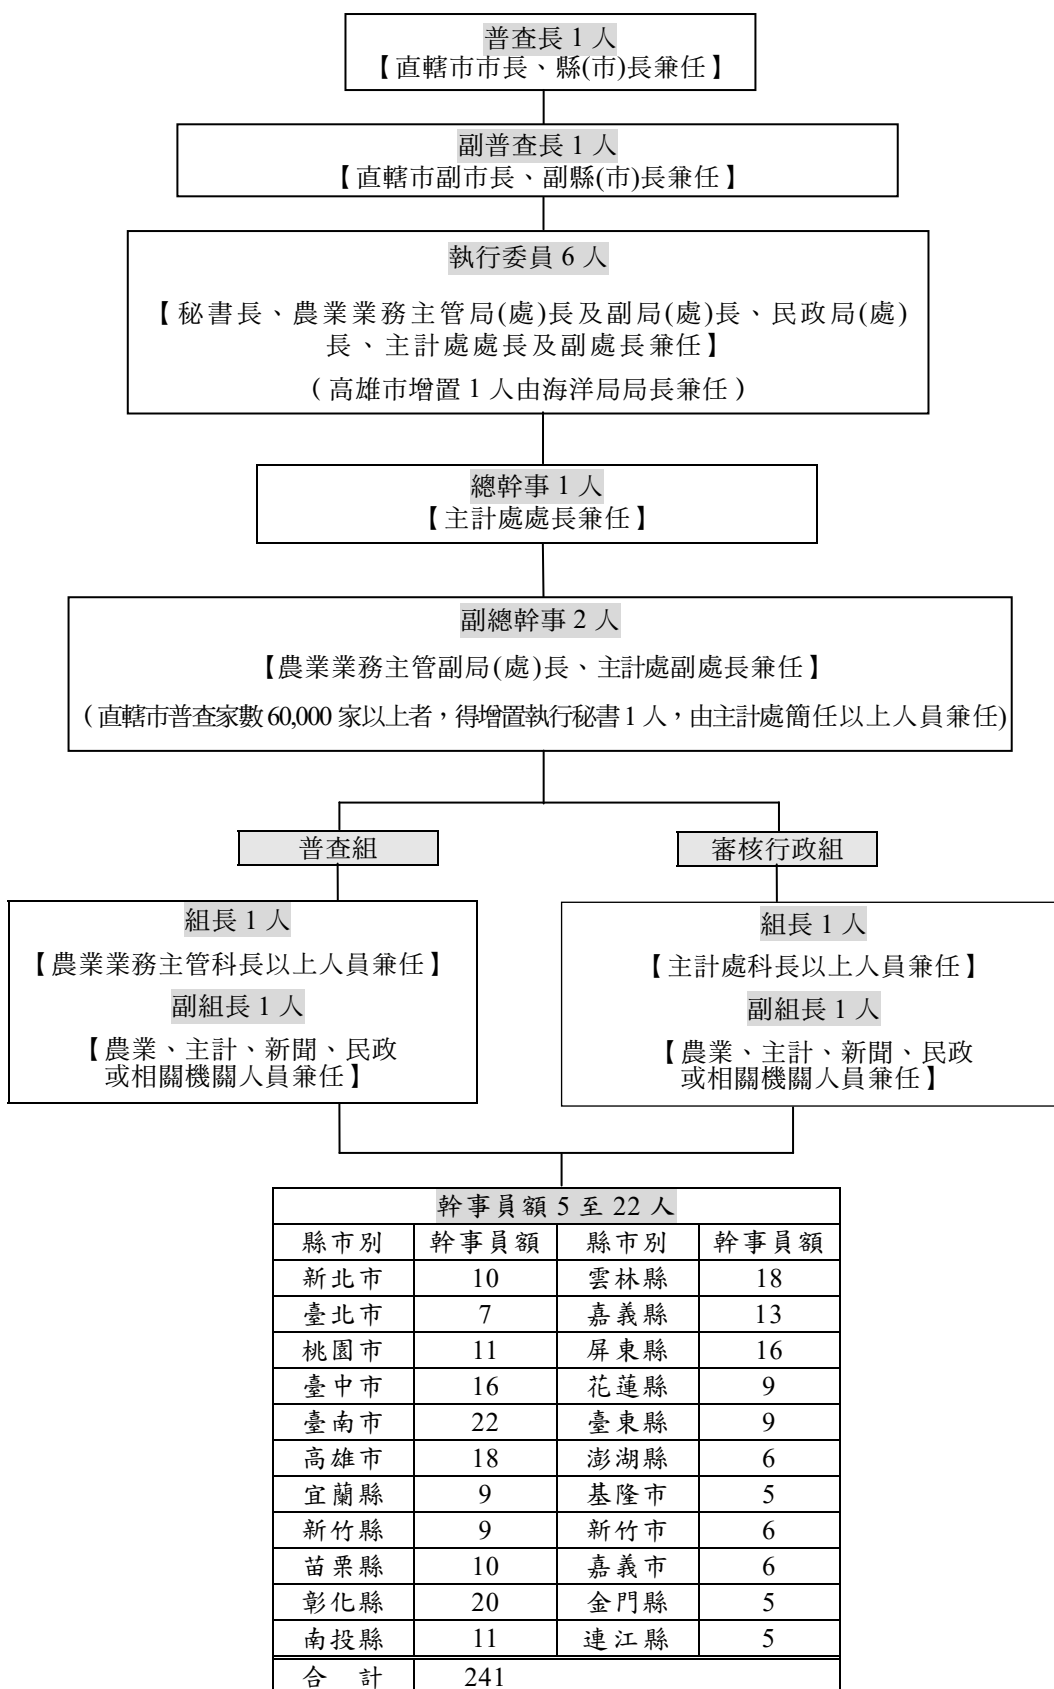 普查長 1 人
【直轄市市長、縣(市)長兼任】
副普查長 1 人
【直轄市副市長、副縣(市)長兼任】
執行委員 6 人
【秘書長、農業業務主管局(處)長及副局(處)長、民政局(處)
長、主計處處長及副處長兼任】
(高雄市增置 1 人由海洋局局長兼任)
總幹事 1 人
【主計處處長兼任】
副總幹事 2 人
【農業業務主管副局(處)長、主計處副處長兼任】
(直轄市普查家數 60,000 家以上者,得增置執行秘書 1 人,由主計處簡任以上人員兼任)
普查組
組長 1 人
【農業業務主管科長以上人員兼任】
副組長 1 人
【農業、主計、新聞、民政
或相關機關人員兼任】
審核行政組
組長 1 人
【主計處科長以上人員兼任】
副組長 1 人
【農業、主計、新聞、民政
或相關機關人員兼任】
幹事員額 5 至 22 人
縣市別 幹事員額 縣市別 幹事員額
新北市 10 雲林縣 18
臺北市 7 嘉義縣 13
桃園市 11 屏東縣 16
臺中市 16 花蓮縣 9
臺南市 22 臺東縣 9
高雄市 18 澎湖縣 6
宜蘭縣 9 基隆市 5
新竹縣 9 新竹市 6
苗栗縣 10 嘉義市 6
彰化縣 20 金門縣 5
南投縣 11 連江縣 5
合 計 241